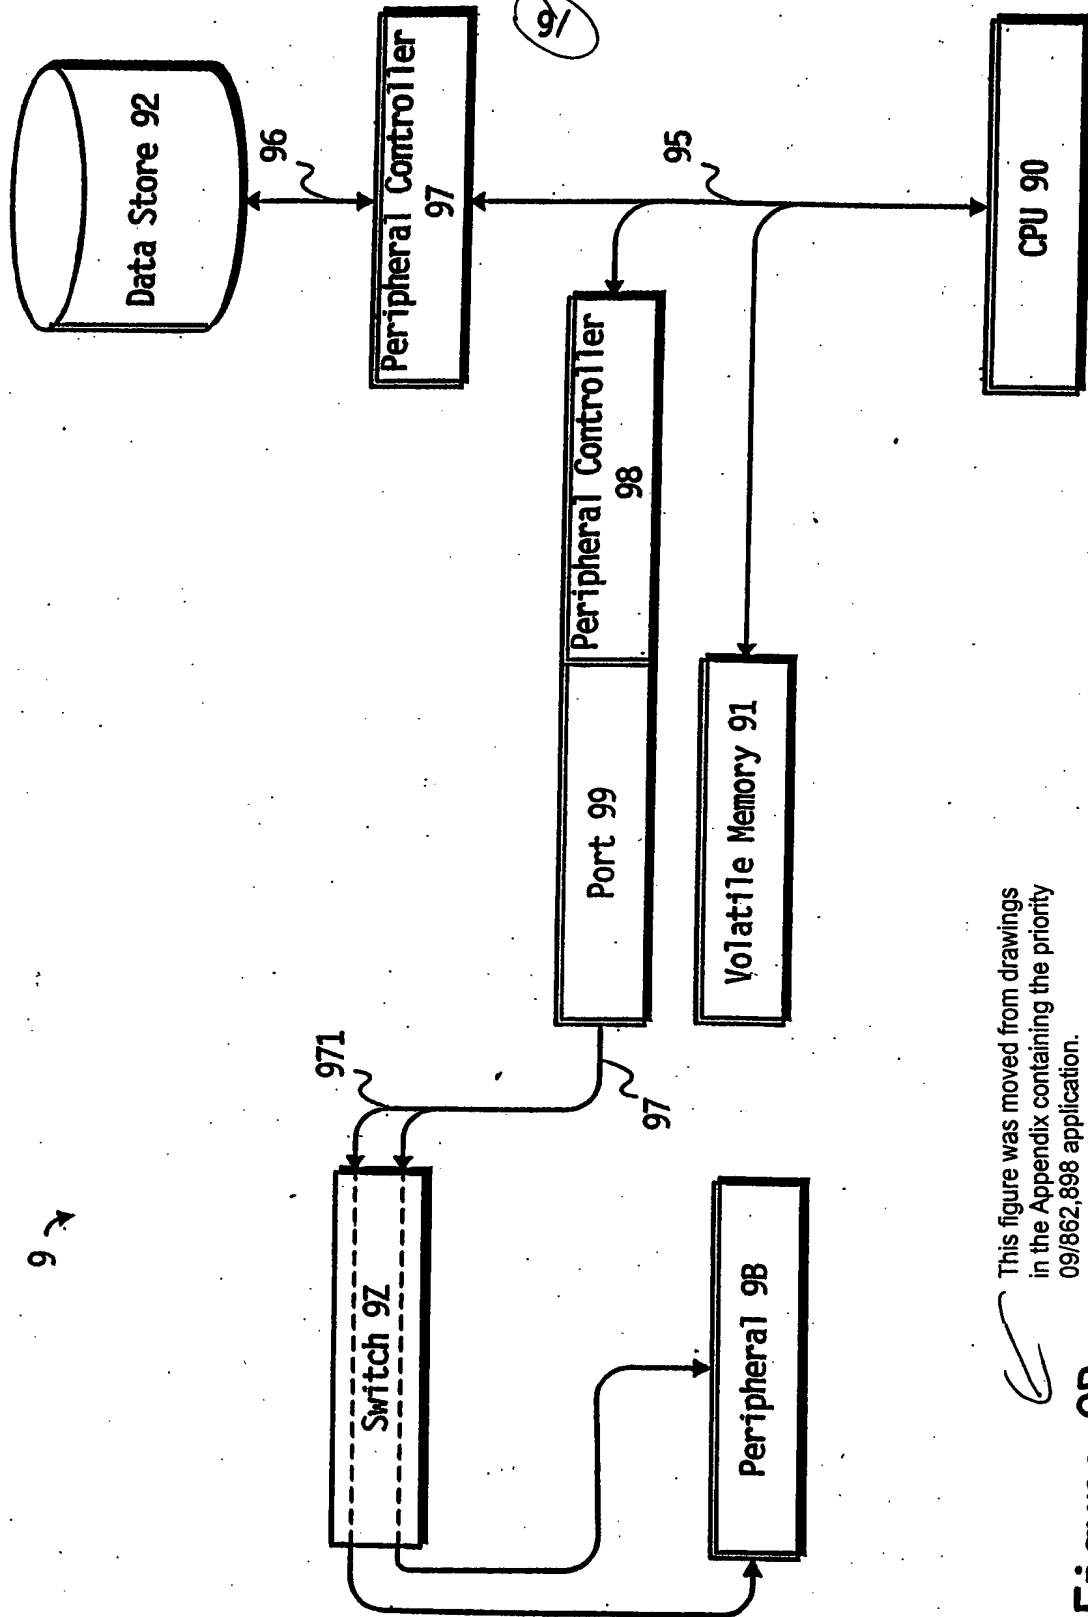 9
Switch 9Z
971
97
Peripheral 9B
Port 99
Peripheral Controller
98
Volatile Memory 91
Data Store 92
96
Peripheral Controller
97
95
CPU 90
This figure was moved from drawings
in the Appendix containing the priority
09/862,898 application.